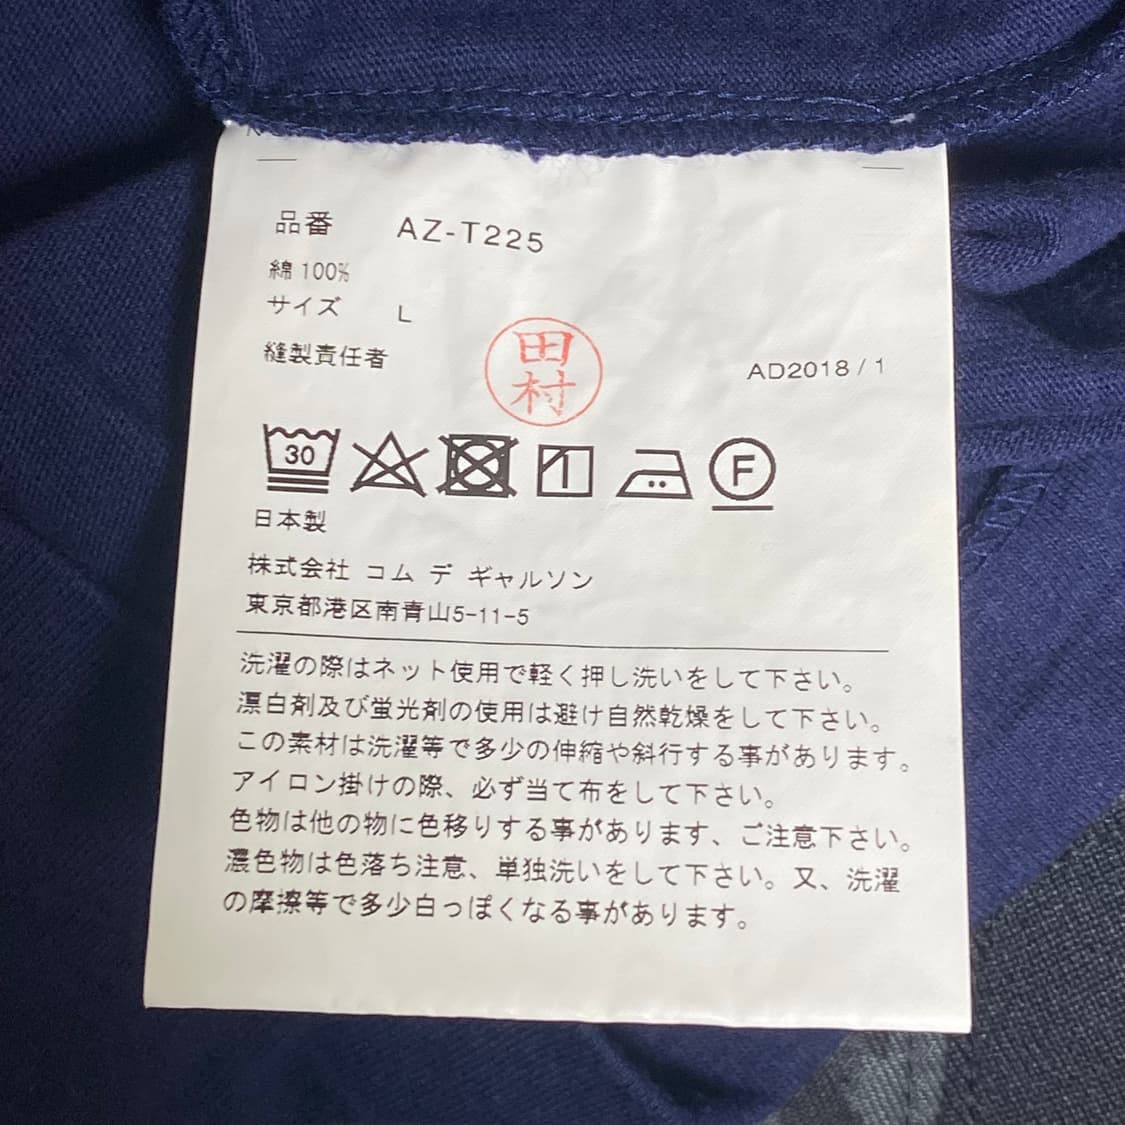 品番 AZ-T225
綿 100%
サイズ L
縫製責任者 田村
AD2018 / 1
30 F
日本製
株式会社 コム デ ギャルソン
東京都港区南青山5-11-5
洗濯の際はネット使用で軽く押し洗いをして下さい。
漂白剤及び蛍光剤の使用は避け自然乾燥をして下さい。
この素材は洗濯等で多少の伸縮や斜行する事があります。
アイロン掛けの際、必ず当て布をして下さい。
色物は他の物に色移りする事があります、ご注意下さい。
濃色物は色落ち注意、単独洗いをして下さい。又、洗濯
の摩擦等で多少白っぽくなる事があります。